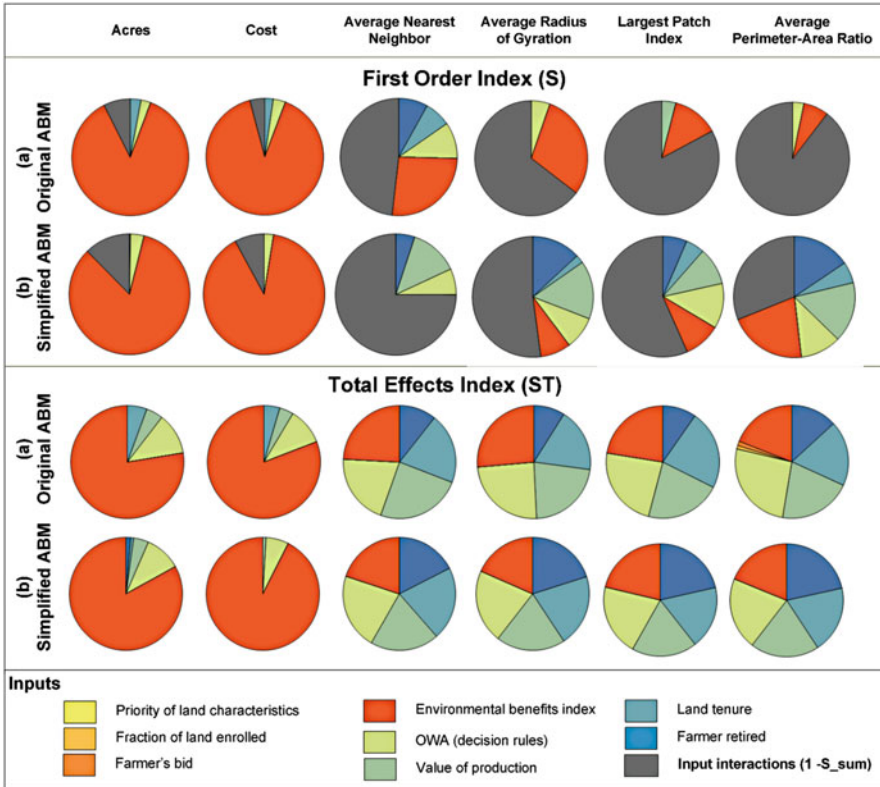 Acres
Cost
Average Nearest
Neighbor
Average Radius
of Gyration
Largest Patch
Index
Average
Perimeter-Area Ratio
First Order Index (S)
(a)
Original ABM
(b)
Simplified ABM
Total Effects Index (ST)
(a)
Original ABM
(b)
Simplified ABM
Inputs
Priority of land characteristics
Fraction of land enrolled
Farmer's bid
Environmental benefits index
OWA (decision rules)
Value of production
Land tenure
Farmer retired
Input interactions (1 -S_sum)